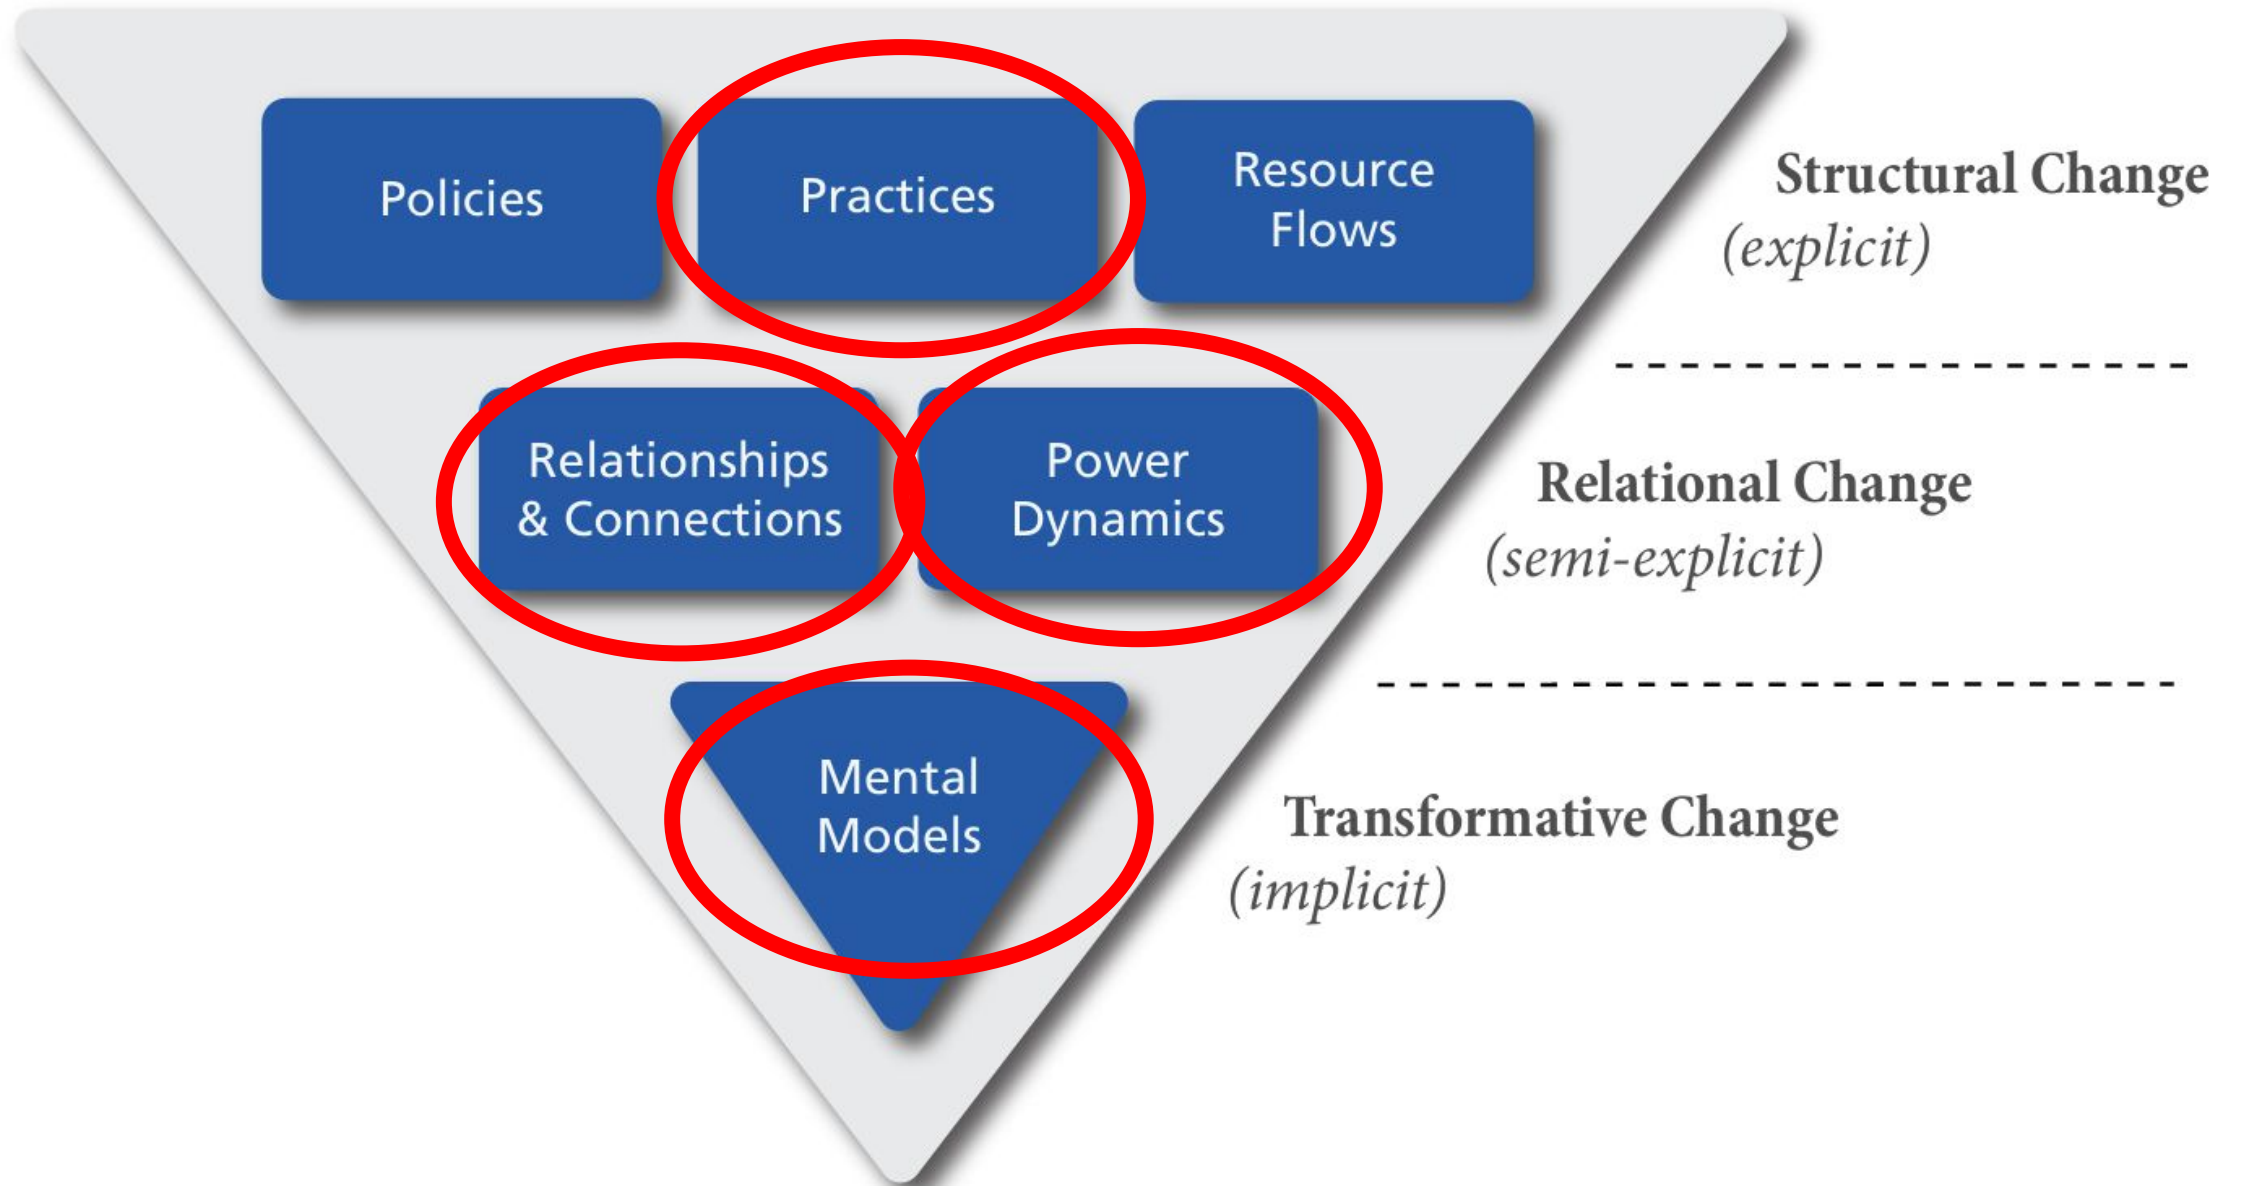 Policies
Practices
Resource
Flows
Structural Change
(explicit)
Relationships
& Connections
Power
Dynamics
Relational Change
(semi-explicit)
Mental
Models
Transformative Change
(implicit)